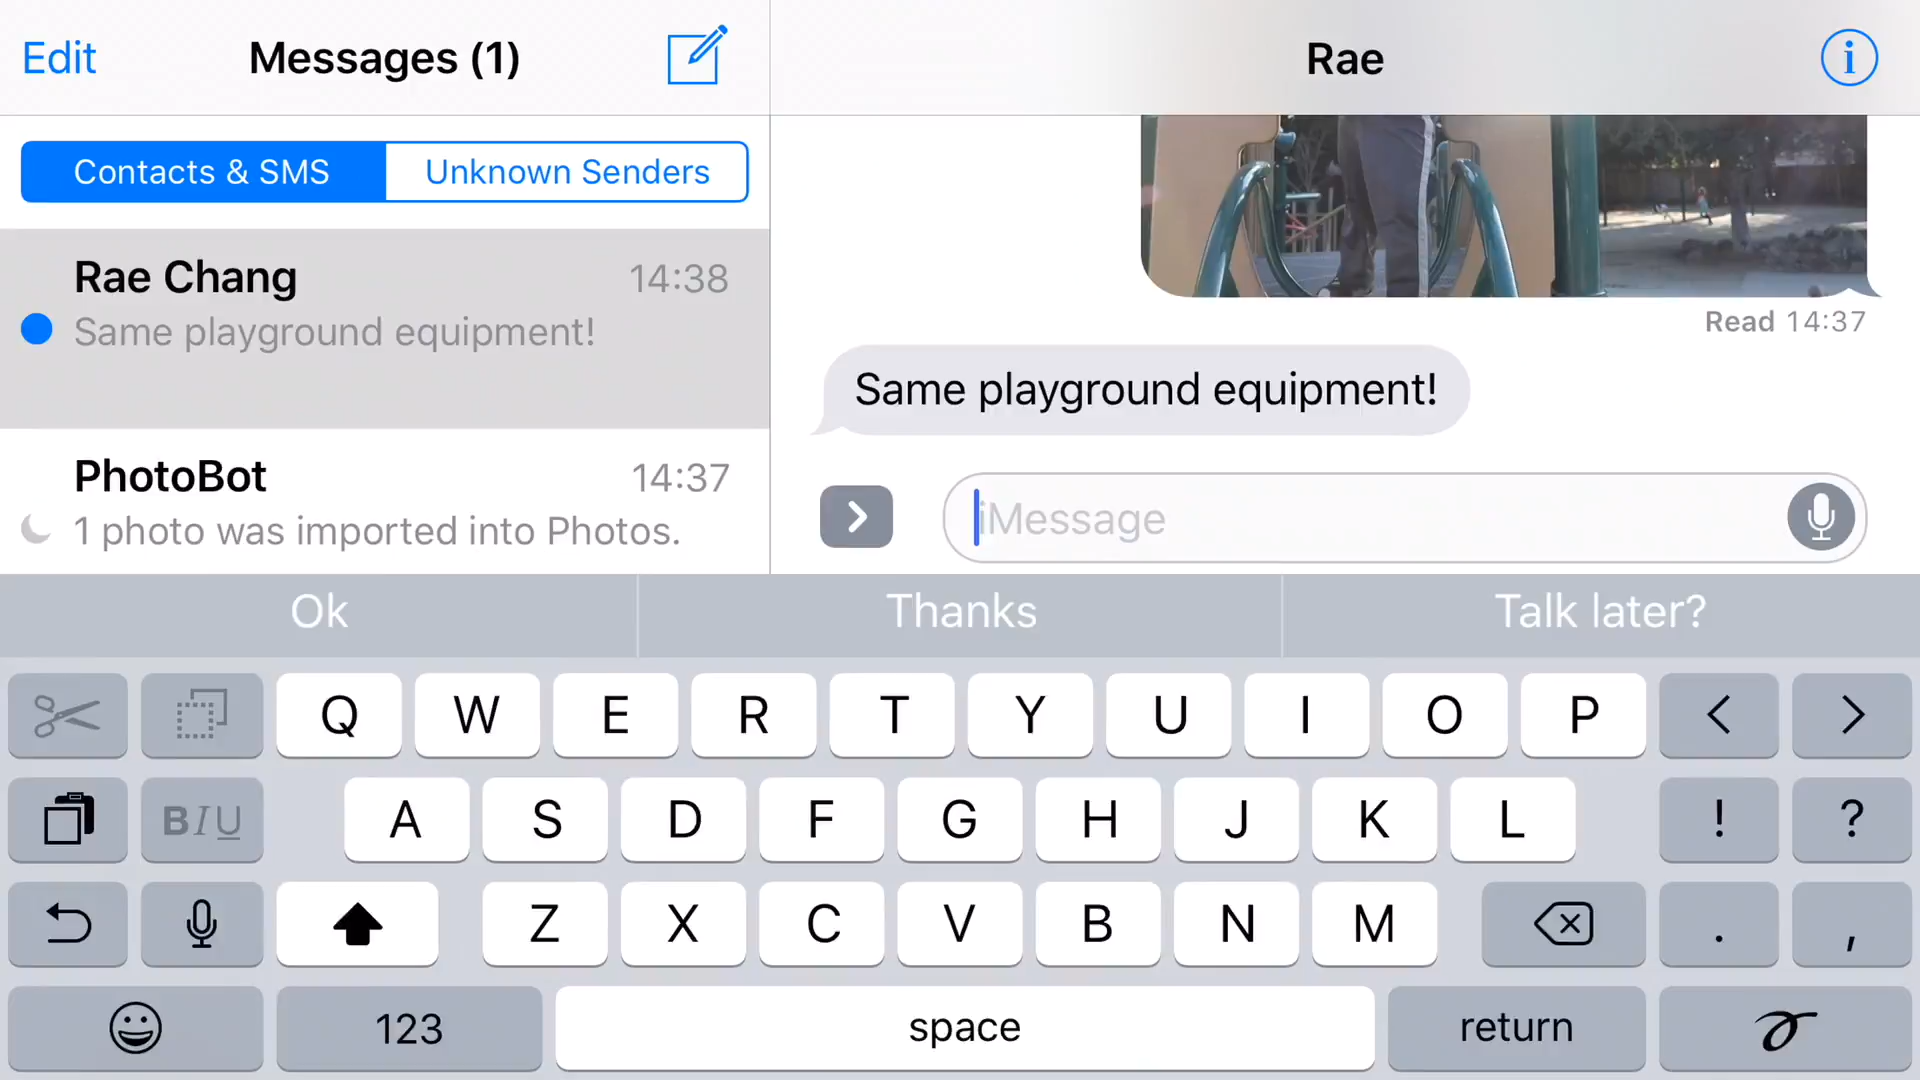 Edit
Messages (1)
Rae
Contacts & SMS
Unknown Senders
Rae Chang
14:38
Same playground equipment!
PhotoBot
14:37
1 photo was imported into Photos.
Read 14:37
Same playground equipment!
iMessage
Ok
Thanks
Talk later?
Q W E R T Y U I O P < >
BIU A S D F G H J K L ! ?
Z X C V B N M . ,
123 space return